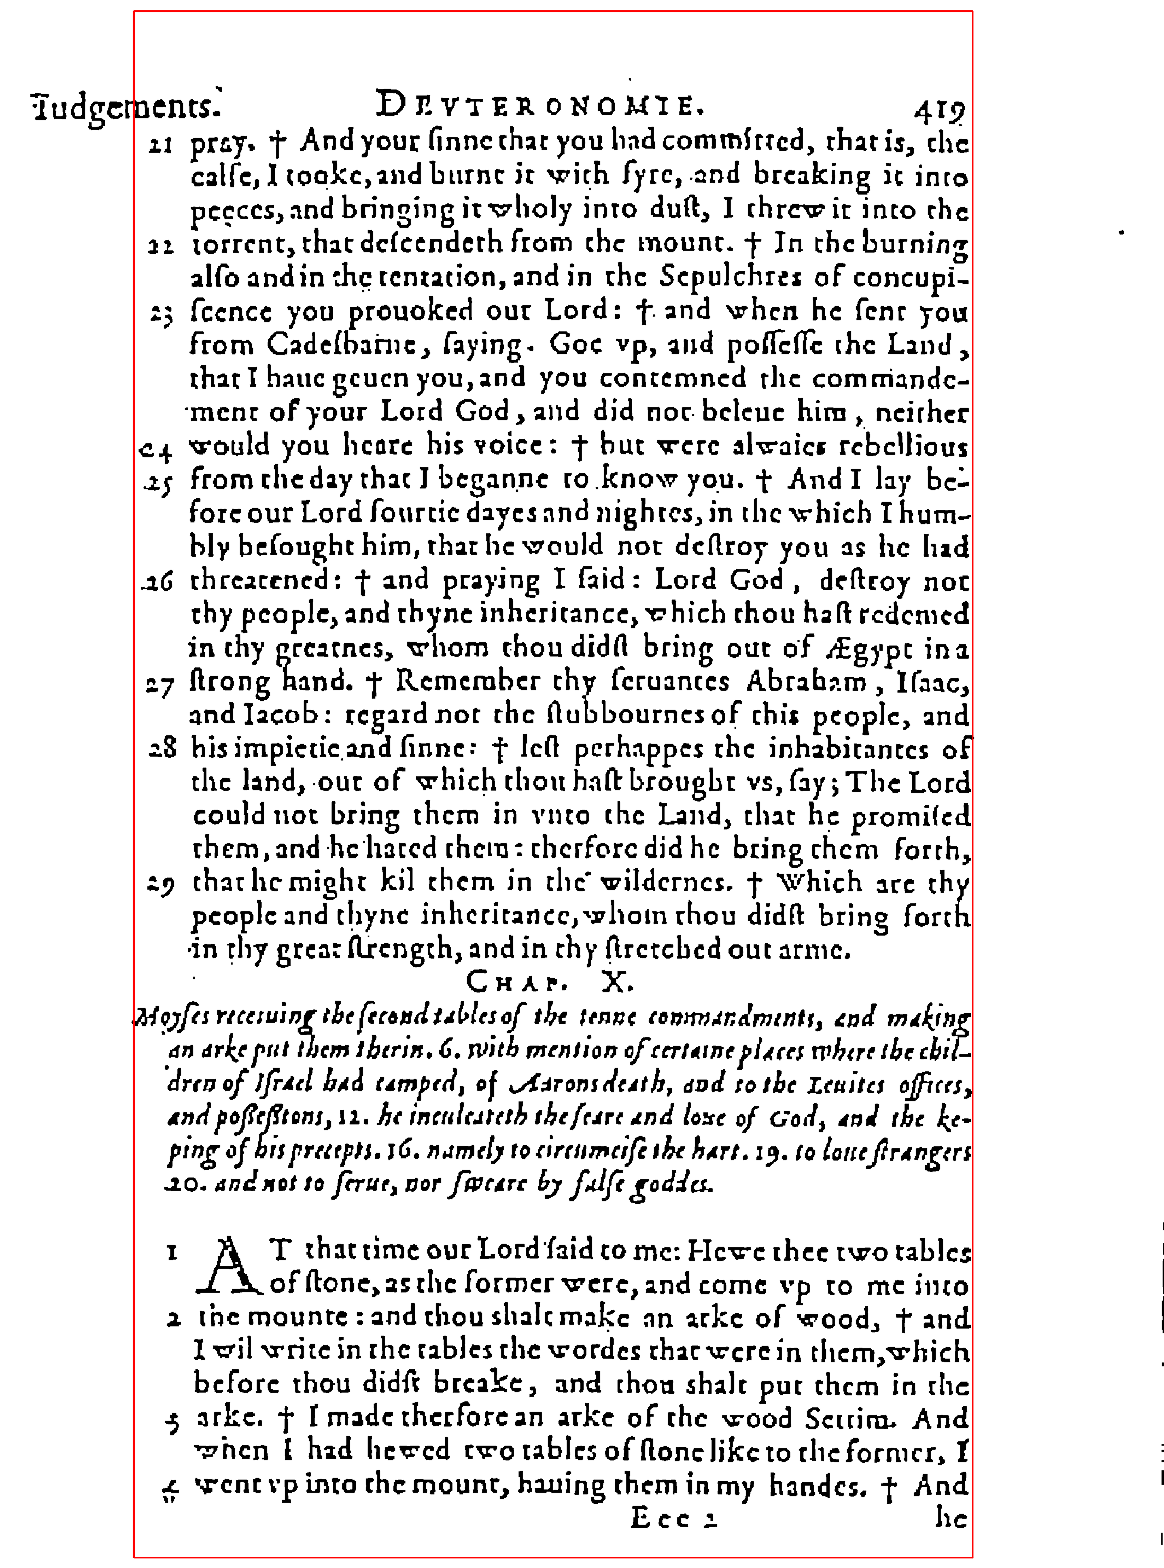 Iudgements. DEVTERONOMIE. 419
21 pray. † And your ſinne that you had committed, that is, the
calfe, I tooke, and burnt it with fyre, and breaking it into
peeces, and bringing it wholy into duſt, I threw it into the
22 torrent, that deſcendeth from the mount. † In the burning
alſo and in the tentation, and in the Sepulchres of concupi-
23 ſcence you prouoked our Lord: † and when he ſent you
from Cadeſbarne, ſaying. Goe vp, and poſſeſſe the Land,
that I haue geuen you, and you contemned the commande-
ment of your Lord God, and did not beleue him, neither
24 would you heare his voice: † but were alwaies rebellious
25 from the day that I beganne to know you. † And I lay be-
fore our Lord fourtie dayes and nightes, in the which I hum-
bly beſought him, that he would not deſtroy you as he had
26 threatened: † and praying I ſaid: Lord God, deſtroy not
thy people, and thyne inheritance, which thou haſt redemed
in thy greatnes, whom thou didſt bring out of Ægypt in a
27 ſtrong hand. † Remember thy ſeruantes Abraham, Iſaac,
and Iacob: regard not the ſtubbournes of this people, and
28 his impietie and ſinne: † leſt perhappes the inhabitantes of
the land, out of which thou haſt brought vs, ſay; The Lord
could not bring them in vnto the Land, that he promiſed
them, and he hated them: therfore did he bring them forth,
29 that he might kil them in the wildernes. † Which are thy
people and thyne inheritance, whom thou didſt bring forth
in thy great ſtrength, and in thy ſtretched out arme.
CHAP. X.
Moyſes receiuing the ſecond tables of the tenne commandments, and making
an arke put them therin. 6. with mention of certaine places where the chil-
dren of Iſrael had camped, of Aarons death, and to the Leuites offices,
and poſſeſſions, 12. he inculcateth the feare and loue of God, and the ke-
ping of his precepts. 16. namely to circumciſe the hart. 19. to loue ſtrangers
20. and not to ſerue, nor ſweare by falſe goddes.
1 AT that time our Lord ſaid to me: Hewe thee two tables
of ſtone, as the former were, and come vp to me into
2 the mounte: and thou shalt make an arke of wood, † and
I wil write in the tables the wordes that were in them, which
before thou didſt breake, and thou shalt put them in the
3 arke. † I made therfore an arke of the wood Settim. And
when I had hewed two tables of ſtone like to the former, I
4 went vp into the mount, hauing them in my handes. † And
Eee 2 he